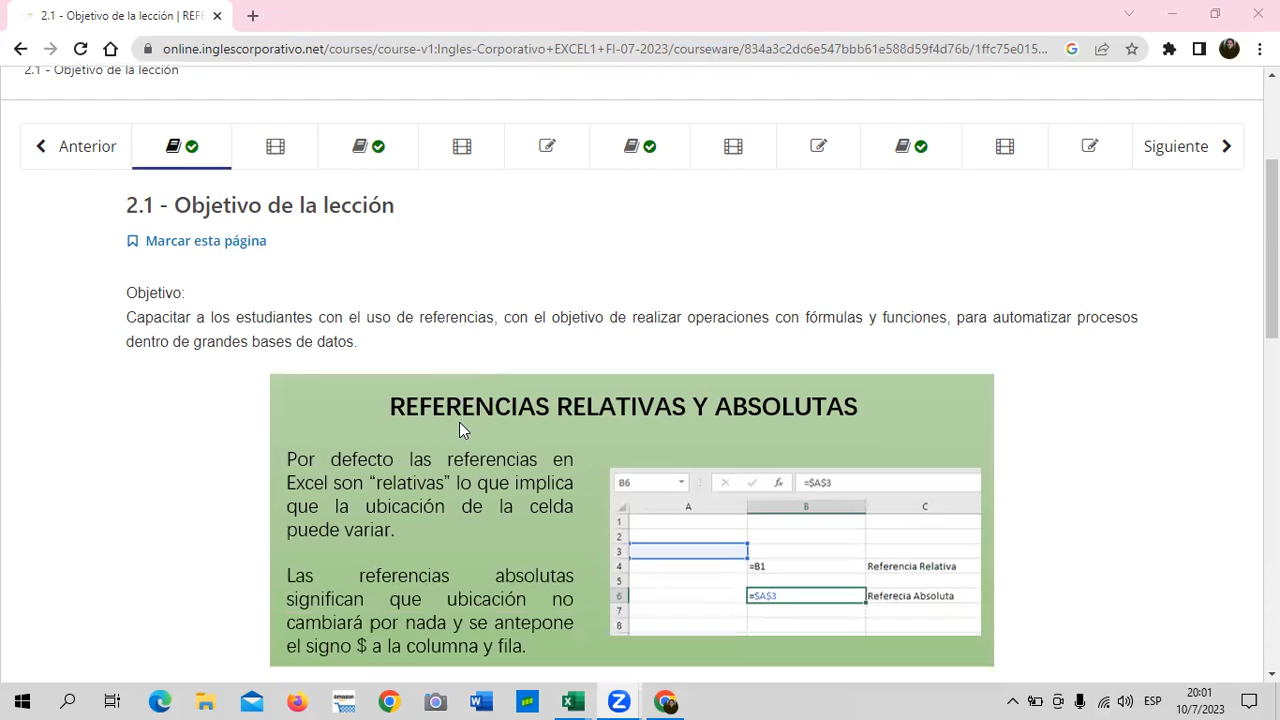 2.1 - Objetivo de la lección | REFE
online.inglescorporativo.net/courses/course-v1:Ingles-Corporativo+EXCEL1+FI-07-2023/courseware/834a3c2dc5e547bbb61e588d59f4d76b/1ffc75e015...
2.1 - Objetivo de la lección
Anterior
Siguiente
2.1 - Objetivo de la lección
Marcar esta página
Objetivo:
Capacitar a los estudiantes con el uso de referencias, con el objetivo de realizar operaciones con fórmulas y funciones, para automatizar procesos
dentro de grandes bases de datos.
REFERENCIAS RELATIVAS Y ABSOLUTAS
Por defecto las referencias en
Excel son “relativas” lo que implica
que la ubicación de la celda
puede variar.
Las referencias absolutas
significan que ubicación no
cambiará por nada y se antepone
el signo $ a la columna y fila.
B6 fx =$A$3
A B C
1
2
3
4 =B1 Referencia Relativa
5
6 =$A$3 Referecia Absoluta
7
8
amazon
ESP
20:01
10/7/2023